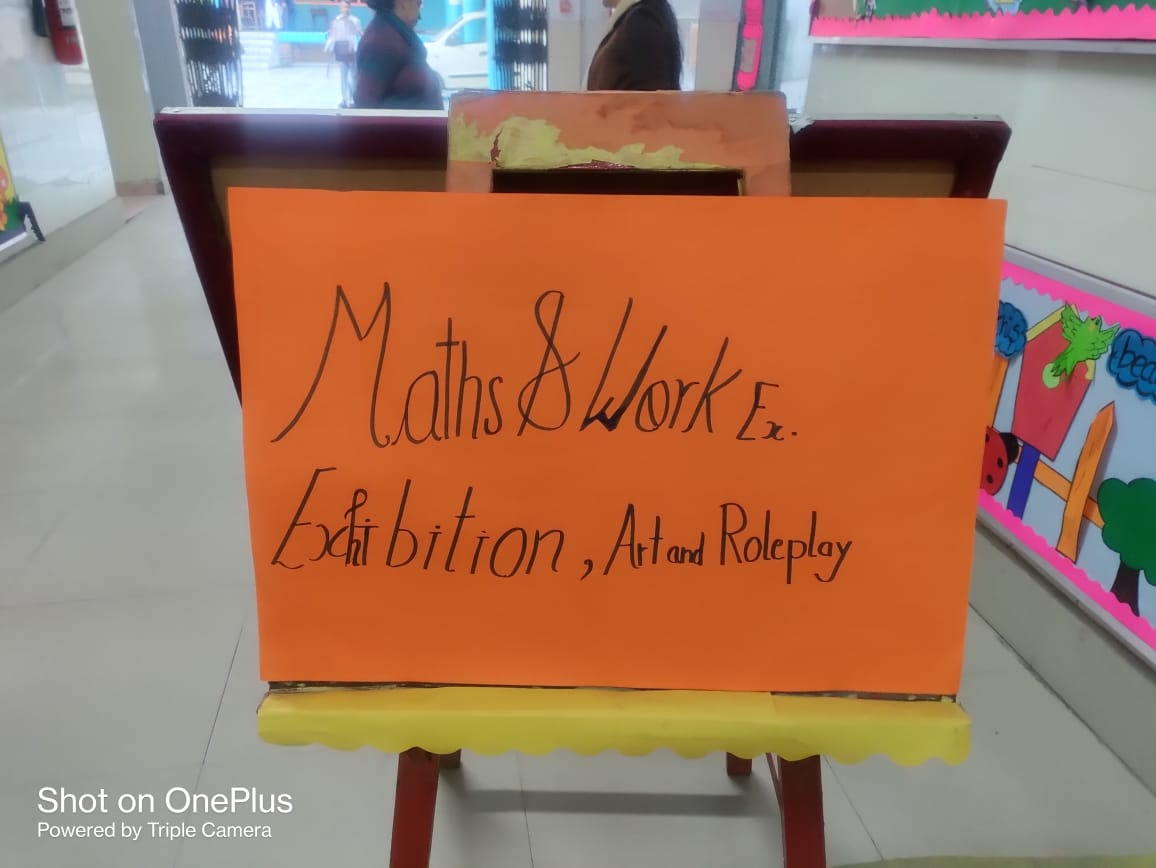 Maths & Work Ex.
Exhibition, Art and Roleplay
Shot on OnePlus
Powered by Triple Camera